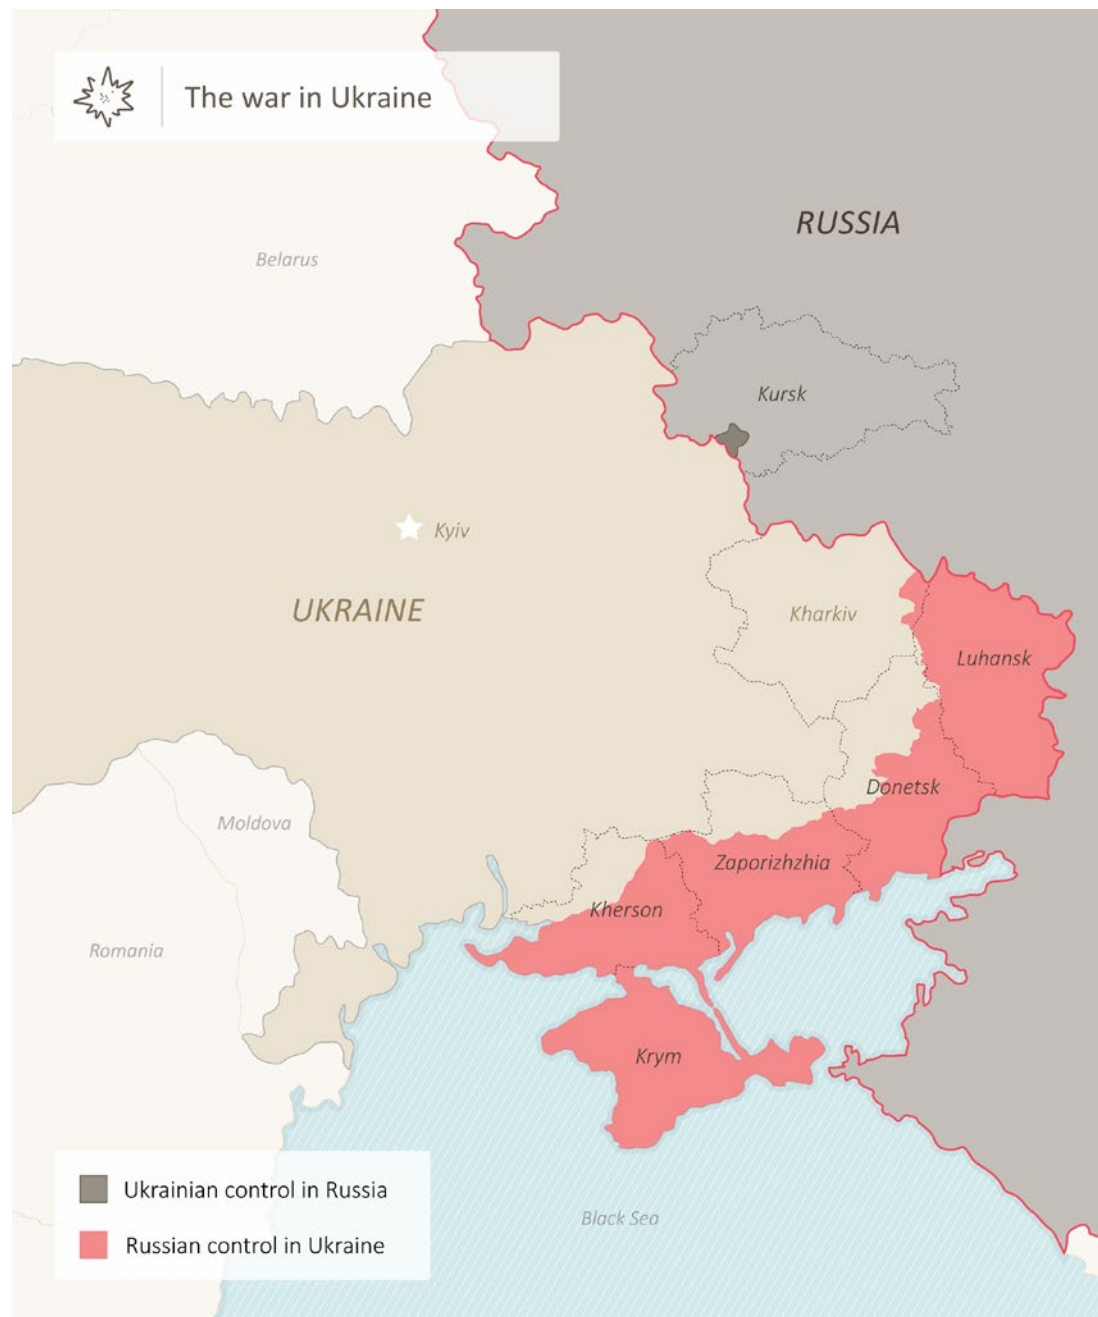 The war in Ukraine
RUSSIA
Belarus
Kursk
Kyiv
UKRAINE
Kharkiv
Luhansk
Donetsk
Moldova
Zaporizhzhia
Kherson
Romania
Krym
Ukrainian control in Russia
Black Sea
Russian control in Ukraine